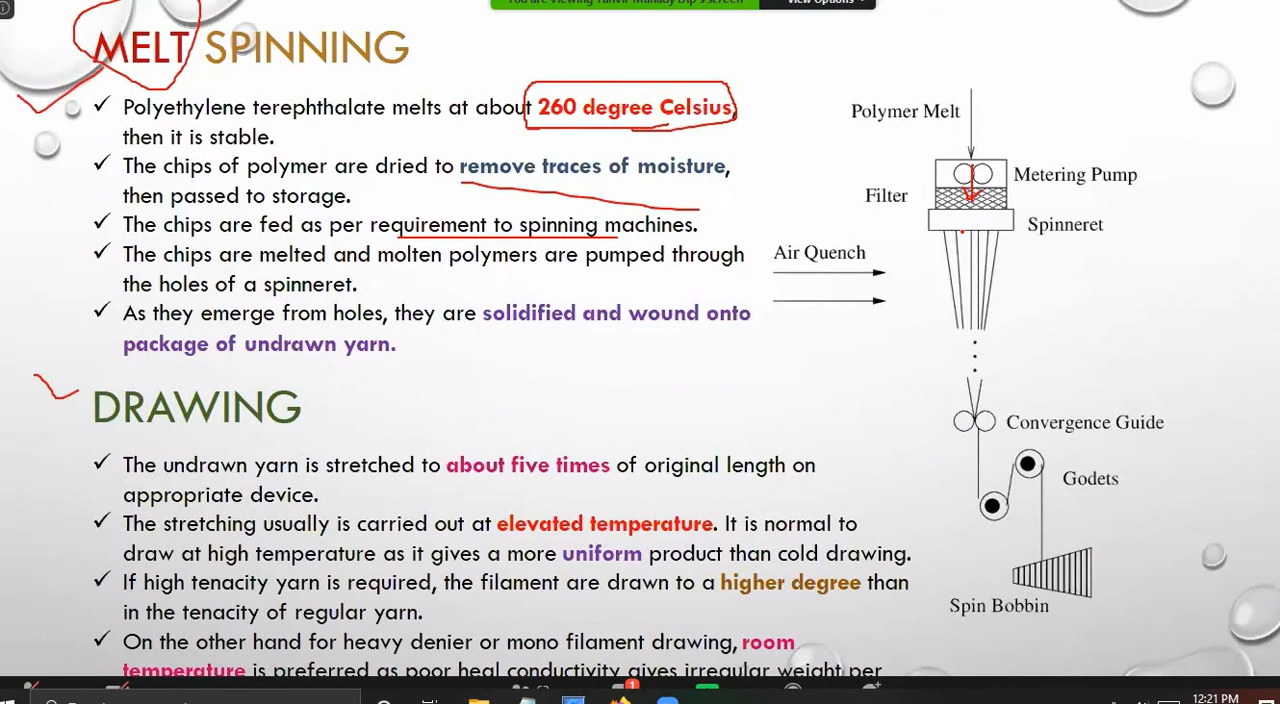 You are viewing Tanvir Mahady Dip's screen
View Options
MELT SPINNING
✓ Polyethylene terephthalate melts at about 260 degree Celsius,
then it is stable.
✓ The chips of polymer are dried to remove traces of moisture,
then passed to storage.
✓ The chips are fed as per requirement to spinning machines.
✓ The chips are melted and molten polymers are pumped through
the holes of a spinneret.
✓ As they emerge from holes, they are solidified and wound onto
package of undrawn yarn.
DRAWING
✓ The undrawn yarn is stretched to about five times of original length on
appropriate device.
✓ The stretching usually is carried out at elevated temperature. It is normal to
draw at high temperature as it gives a more uniform product than cold drawing.
✓ If high tenacity yarn is required, the filament are drawn to a higher degree than
in the tenacity of regular yarn.
✓ On the other hand for heavy denier or mono filament drawing, room
temperature is preferred as poor heal conductivity gives irregular weight per
Polymer Melt
Metering Pump
Filter
Spinneret
Air Quench
Convergence Guide
Godets
Spin Bobbin
1
12:21 PM